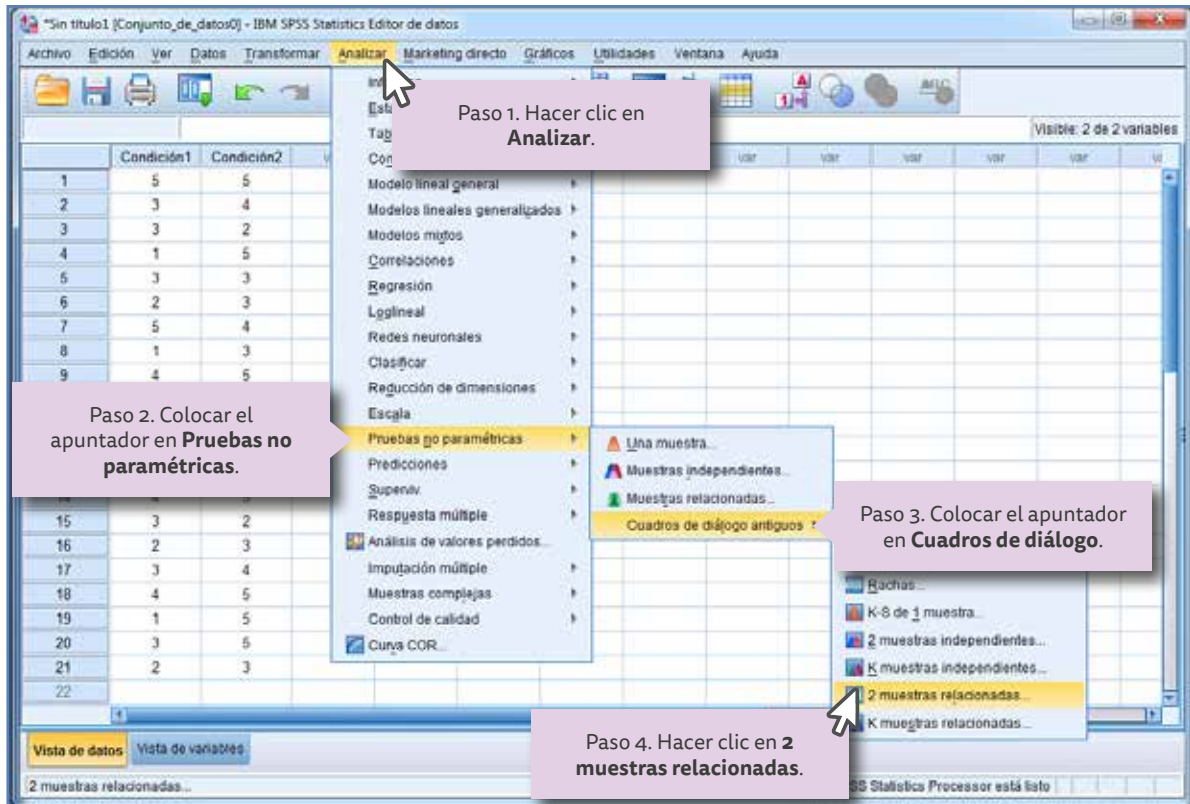 *Sin título1 [Conjunto_de_datos0] - IBM SPSS Statistics Editor de datos
Archivo Edición Ver Datos Transformar Analizar Marketing directo Gráficos Utilidades Ventana Ayuda
Paso 1. Hacer clic en
Analizar.
Visible: 2 de 2 variables
Condición1 Condición2 var var var var var
1 5 5
2 3 4
3 3 2
4 1 5
5 3 3
6 2 3
7 5 4
8 1 3
9 4 5
Modelo lineal general
Modelos lineales generalizados
Modelos mixtos
Correlaciones
Regresión
Loglineal
Redes neuronales
Clasificar
Reducción de dimensiones
Escala
Pruebas no paramétricas
Predicciones
Superviv.
Respuesta múltiple
Análisis de valores perdidos...
Imputación múltiple
Muestras complejas
Control de calidad
Curva COR...
Paso 2. Colocar el
apuntador en Pruebas no
paramétricas.
Una muestra...
Muestras independientes...
Muestras relacionadas...
Cuadros de diálogo antiguos
Paso 3. Colocar el apuntador
en Cuadros de diálogo.
15 3 2
16 2 3
17 3 4
18 4 5
19 1 5
20 3 5
21 2 3
22
Rachas...
K-S de 1 muestra...
2 muestras independientes...
K muestras independientes...
2 muestras relacionadas...
K muestras relacionadas...
Paso 4. Hacer clic en 2
muestras relacionadas.
Vista de datos Vista de variables
2 muestras relacionadas...
SS Statistics Processor está listo